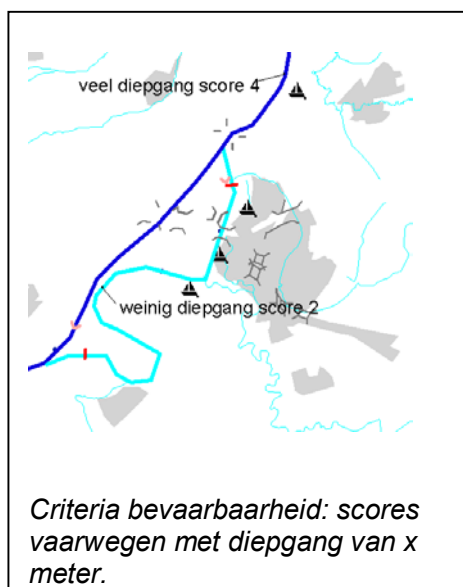 veel diepgang score 4
weinig diepgang score 2
Criteria bevaarbaarheid: scores
vaarwegen met diepgang van x
meter.